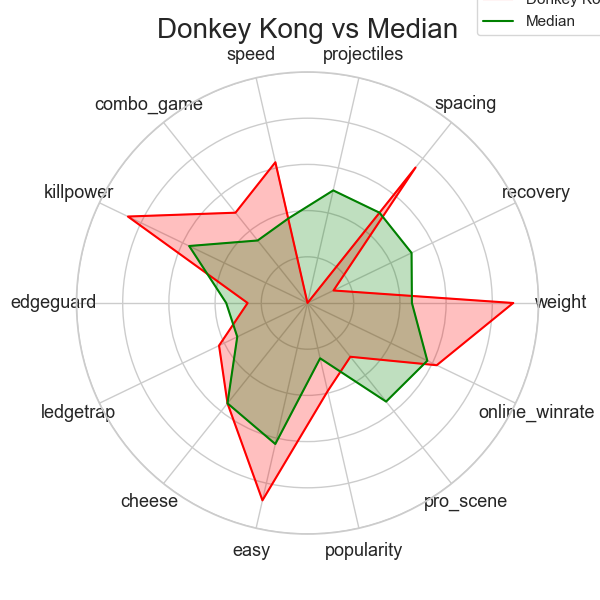 Donkey Kong vs Median
Median
speed
projectiles
combo_game
spacing
killpower
recovery
edgeguard
weight
ledgetrap
online_winrate
cheese
pro_scene
easy
popularity